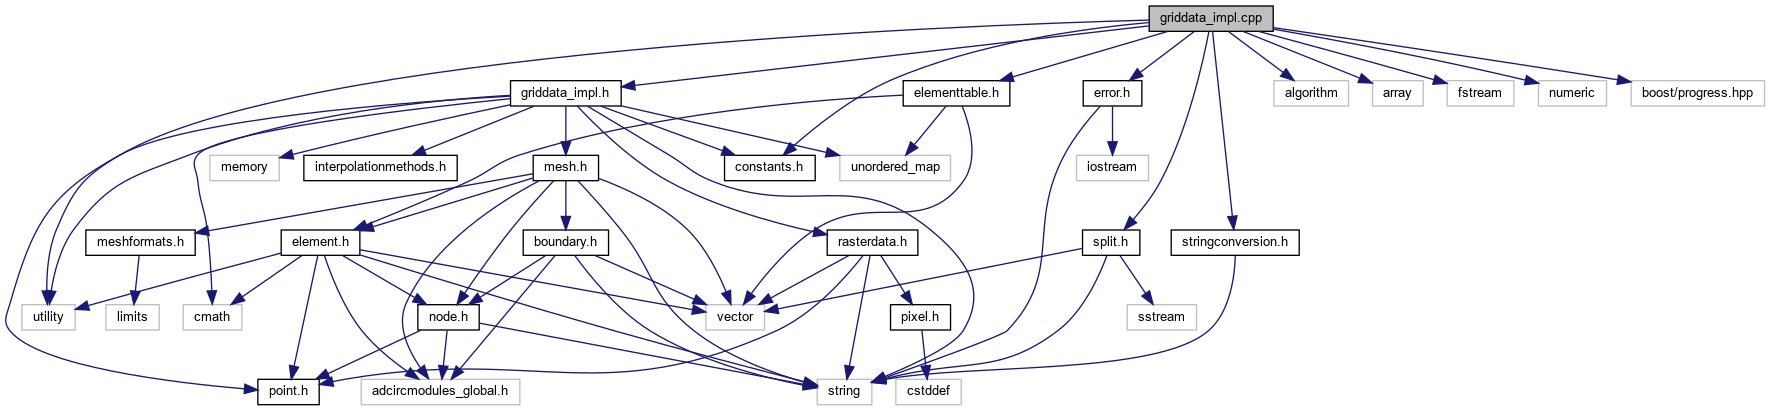 griddata_impl.cpp
griddata_impl.h
elementtable.h
error.h
algorithm
array
fstream
numeric
boost/progress.hpp
memory
interpolationmethods.h
mesh.h
constants.h
unordered_map
iostream
meshformats.h
element.h
boundary.h
rasterdata.h
split.h
stringconversion.h
utility
limits
cmath
node.h
vector
pixel.h
sstream
point.h
adcircmodules_global.h
string
cstddef